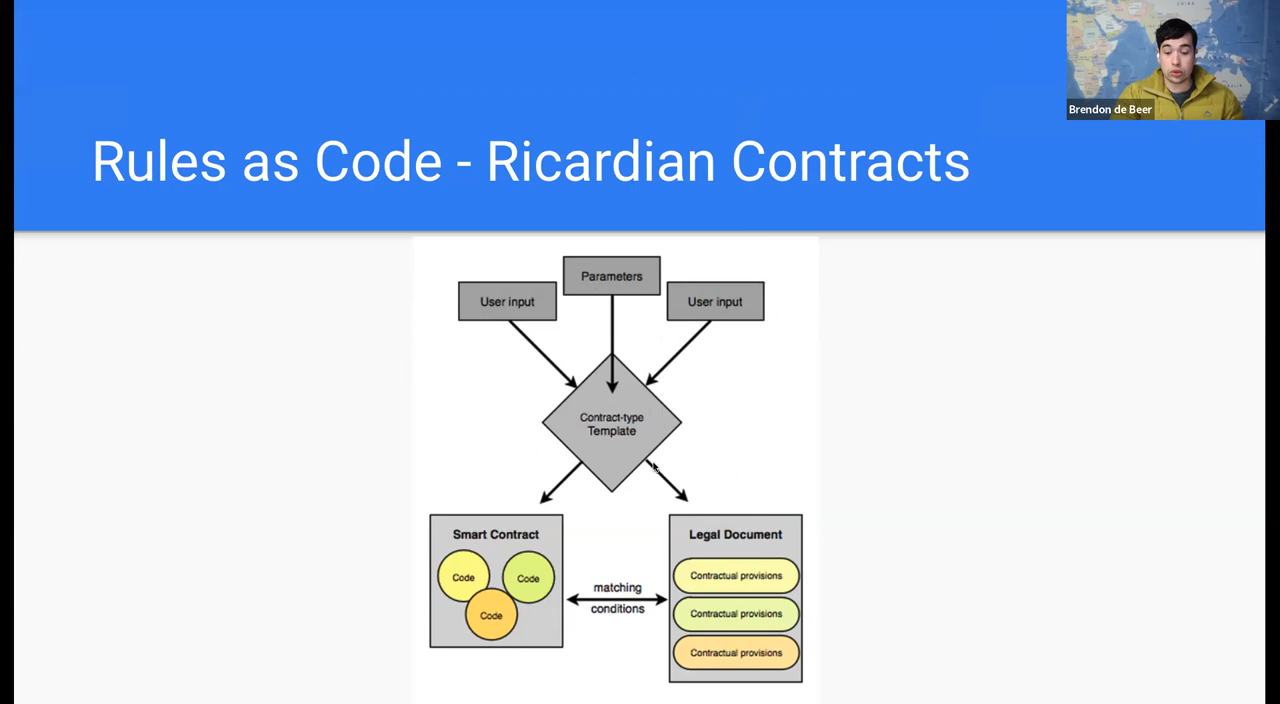 Brendon de Beer
Rules as Code - Ricardian Contracts
Parameters
User input
User input
Contract-type
Template
Smart Contract
Code
Code
Code
matching
conditions
Legal Document
Contractual provisions
Contractual provisions
Contractual provisions